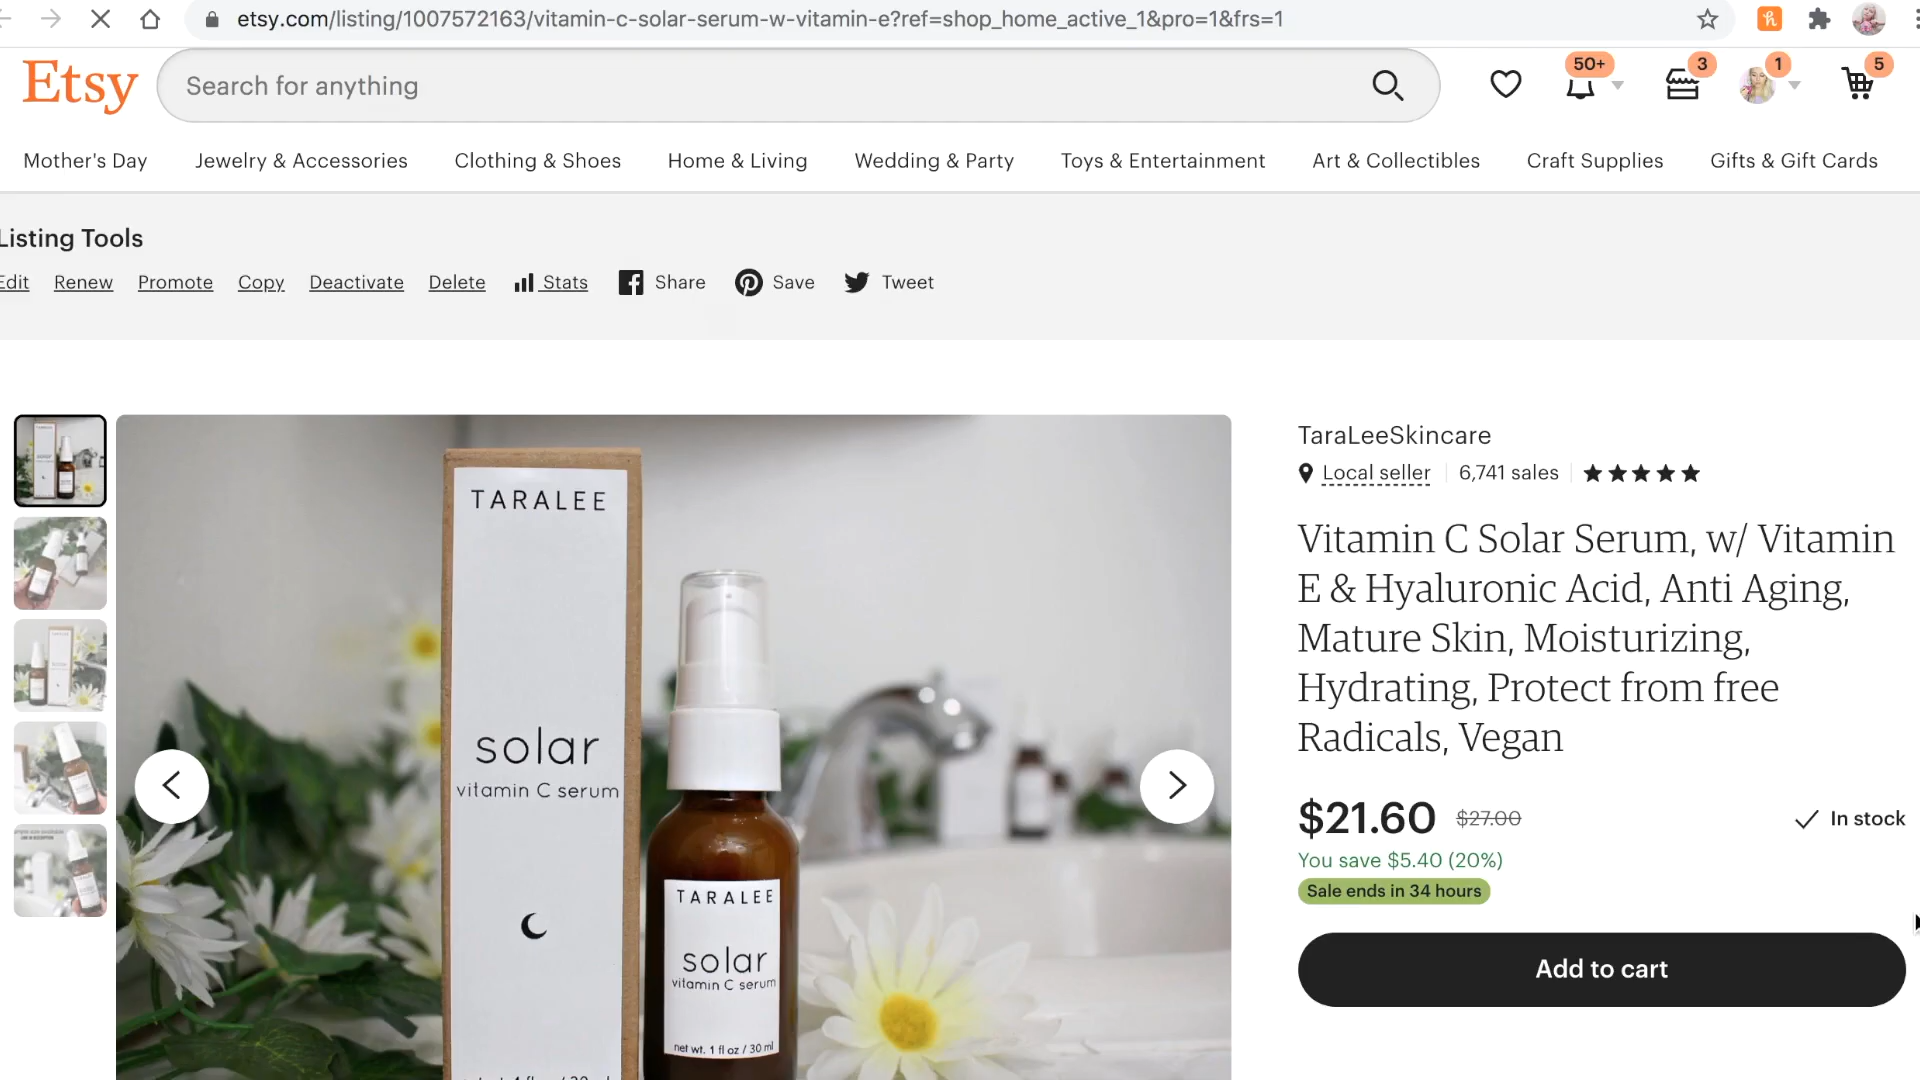 etsy.com/listing/1007572163/vitamin-c-solar-serum-w-vitamin-e?ref=shop_home_active_1&pro=1&frs=1
Etsy
Search for anything
50+
3
1
5
Mother's Day Jewelry & Accessories Clothing & Shoes Home & Living Wedding & Party Toys & Entertainment Art & Collectibles Craft Supplies Gifts & Gift Cards
Listing Tools
Edit Renew Promote Copy Deactivate Delete Stats Share Save Tweet
TARALEE
solar
vitamin C serum
TARALEE
solar
vitamin C serum
net wt. 1 fl oz / 30 ml
TaraLeeSkincare
Local seller 6,741 sales
Vitamin C Solar Serum, w/ Vitamin
E & Hyaluronic Acid, Anti Aging,
Mature Skin, Moisturizing,
Hydrating, Protect from free
Radicals, Vegan
$21.60 $27.00 In stock
You save $5.40 (20%)
Sale ends in 34 hours
Add to cart